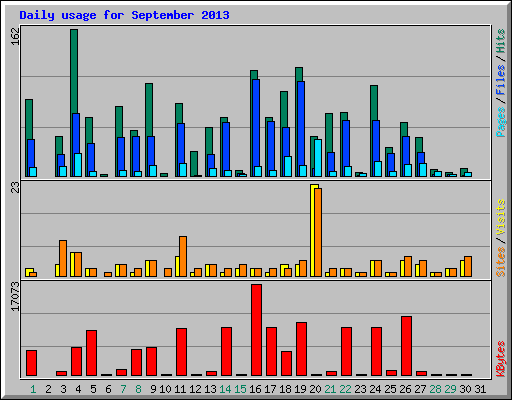 Daily usage for September 2013
162
Pages / Files / Hits
23
Sites / Visits
17073
KBytes
1 2 3 4 5 6 7 8 9 10 11 12 13 14 15 16 17 18 19 20 21 22 23 24 25 26 27 28 29 30 31